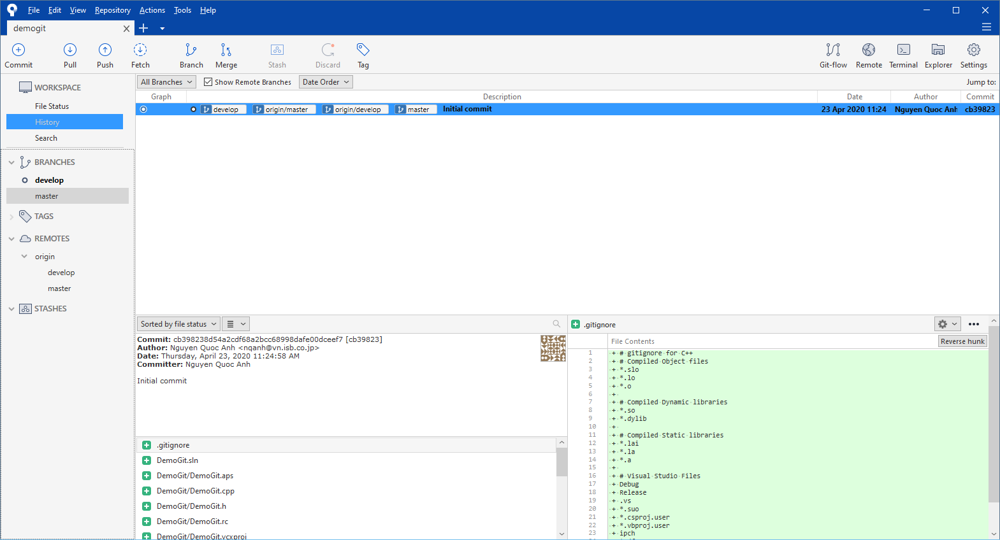 File Edit View Repository Actions Tools Help
demogit
Commit Pull Push Fetch Branch Merge Stash Discard Tag Git-flow Remote Terminal Explorer Settings
WORKSPACE
File Status
History
Search
BRANCHES
develop
master
TAGS
REMOTES
origin
develop
master
STASHES
All Branches Show Remote Branches Date Order Jump to:
Graph Description Date Author Commit
develop origin/master origin/develop master Initial commit 23 Apr 2020 11:24 Nguyen Quoc Anh cb39823
Sorted by file status
Commit: cb398238d54a2cdf68a2bcc68998dafe00dceef7 [cb39823]
Author: Nguyen Quoc Anh <nqanh@vn.isb.co.jp>
Date: Thursday, April 23, 2020 11:24:58 AM
Committer: Nguyen Quoc Anh
Initial commit
.gitignore
DemoGit.sln
DemoGit/DemoGit.aps
DemoGit/DemoGit.cpp
DemoGit/DemoGit.h
DemoGit/DemoGit.rc
DemoGit/DemoGit.vcxproj
.gitignore
File Contents Reverse hunk
1 + # gitignore for C++
2 + # Compiled Object files
3 + *.slo
4 + *.lo
5 + *.o
6 +
7 + # Compiled Dynamic libraries
8 + *.so
9 + *.dylib
10 +
11 + # Compiled Static libraries
12 + *.lai
13 + *.la
14 + *.a
15 +
16 + # Visual Studio Files
17 + Debug
18 + Release
19 + .vs
20 + *.suo
21 + *.csproj.user
22 + *.vbproj.user
23 + ipch